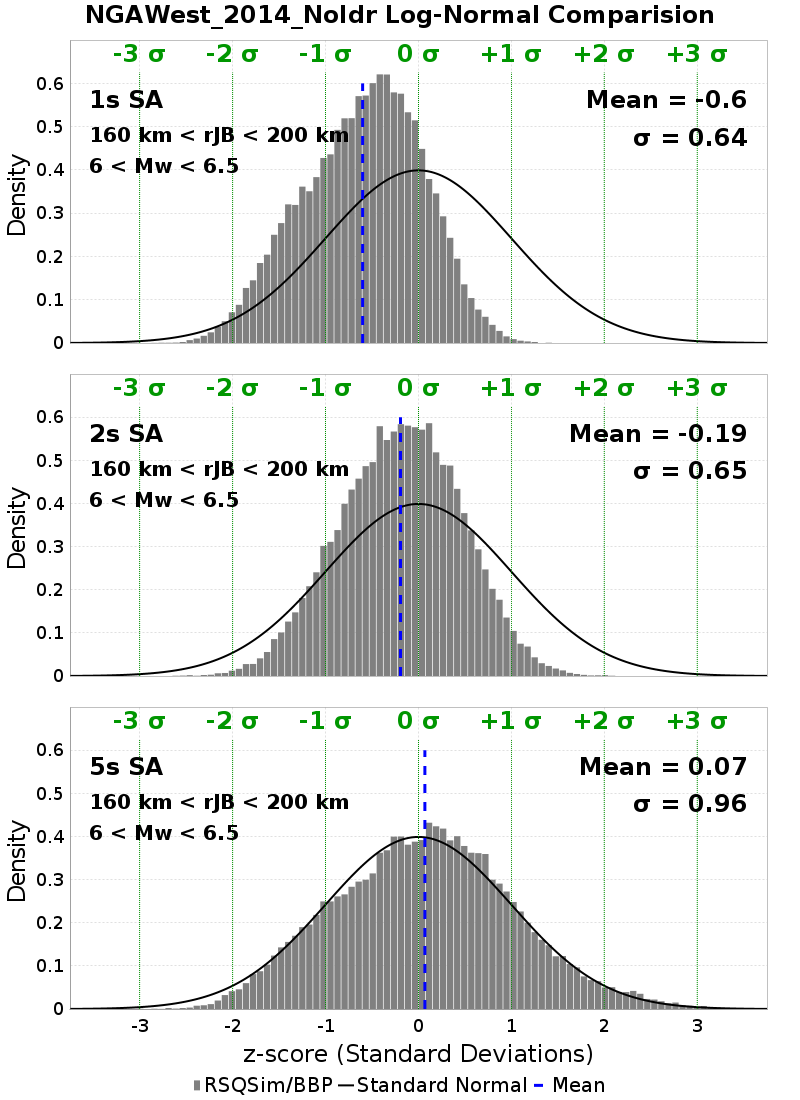 NGAWest_2014_NoIdr Log-Normal Comparision
-3 σ -2 σ -1 σ 0 σ +1 σ +2 σ +3 σ
0.6
0.5
0.4
0.3
0.2
0.1
0
Density
1s SA
160 km < rJB < 200 km
6 < Mw < 6.5
Mean = -0.6
σ = 0.64
-3 σ -2 σ -1 σ 0 σ +1 σ +2 σ +3 σ
0.6
0.5
0.4
0.3
0.2
0.1
0
Density
2s SA
160 km < rJB < 200 km
6 < Mw < 6.5
Mean = -0.19
σ = 0.65
-3 σ -2 σ -1 σ 0 σ +1 σ +2 σ +3 σ
0.6
0.5
0.4
0.3
0.2
0.1
0
Density
5s SA
160 km < rJB < 200 km
6 < Mw < 6.5
Mean = 0.07
σ = 0.96
-3 -2 -1 0 1 2 3
z-score (Standard Deviations)
RSQSim/BBP Standard Normal Mean